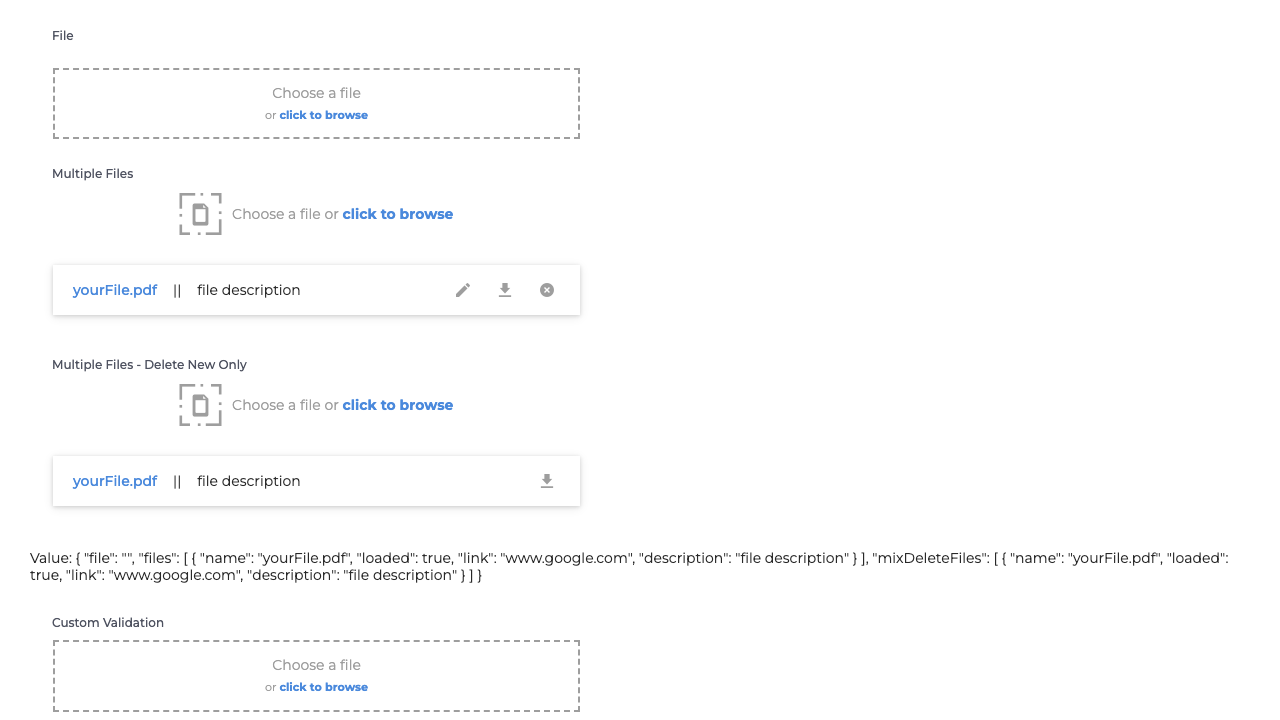 File
Choose a file
or click to browse
Multiple Files
Choose a file or click to browse
yourFile.pdf || file description
Multiple Files - Delete New Only
Choose a file or click to browse
yourFile.pdf || file description
Value: { "file": "", "files": [ { "name": "yourFile.pdf", "loaded": true, "link": "www.google.com", "description": "file description" } ], "mixDeleteFiles": [ { "name": "yourFile.pdf", "loaded":
true, "link": "www.google.com", "description": "file description" } ] }
Custom Validation
Choose a file
or click to browse